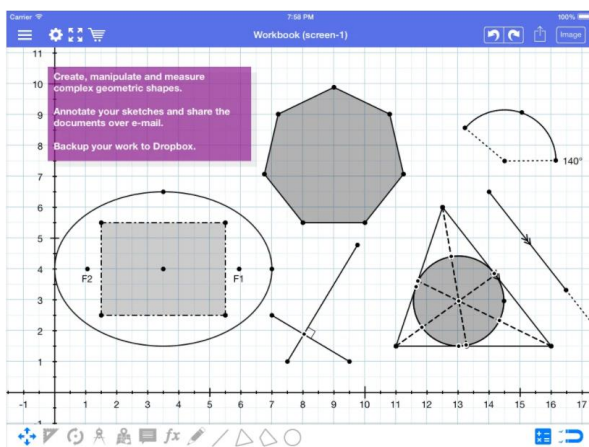 Carrier 7:58 PM 100%
Workbook (screen-1) Image
Create, manipulate and measure
complex geometric shapes.
Annotate your sketches and share the
documents over e-mail.
Backup your work to Dropbox.
11
10
9
8
7
6
5
4
3
2
1
-1
140°
F2 F1
-1 1 2 3 4 5 6 7 8 9 10 11 12 13 14 15 16 17
fx